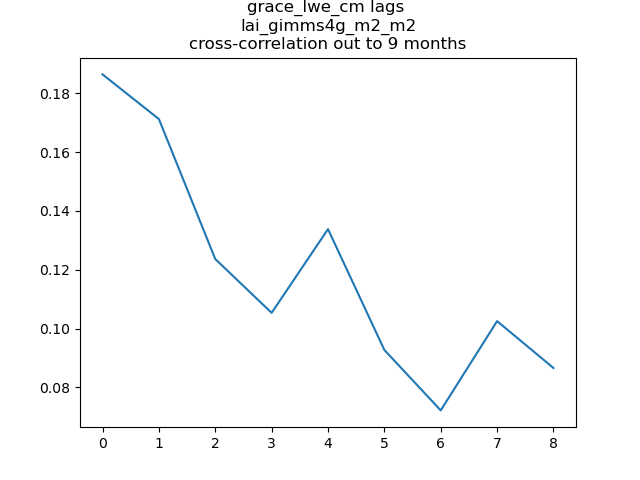 grace_lwe_cm lags
lai_gimms4g_m2_m2
cross-correlation out to 9 months
0.18
0.16
0.14
0.12
0.10
0.08
0 1 2 3 4 5 6 7 8